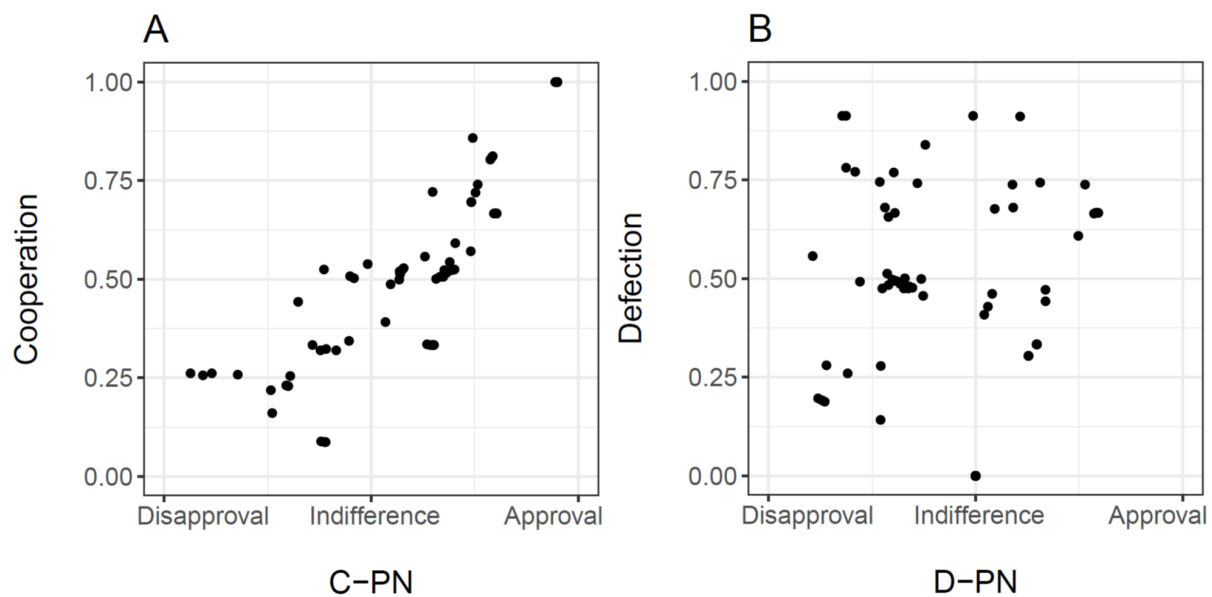 A
1.00
0.75
0.50
0.25
0.00
Cooperation
Disapproval Indifference Approval
C−PN
B
1.00
0.75
0.50
0.25
0.00
Defection
Disapproval Indifference Approval
D−PN